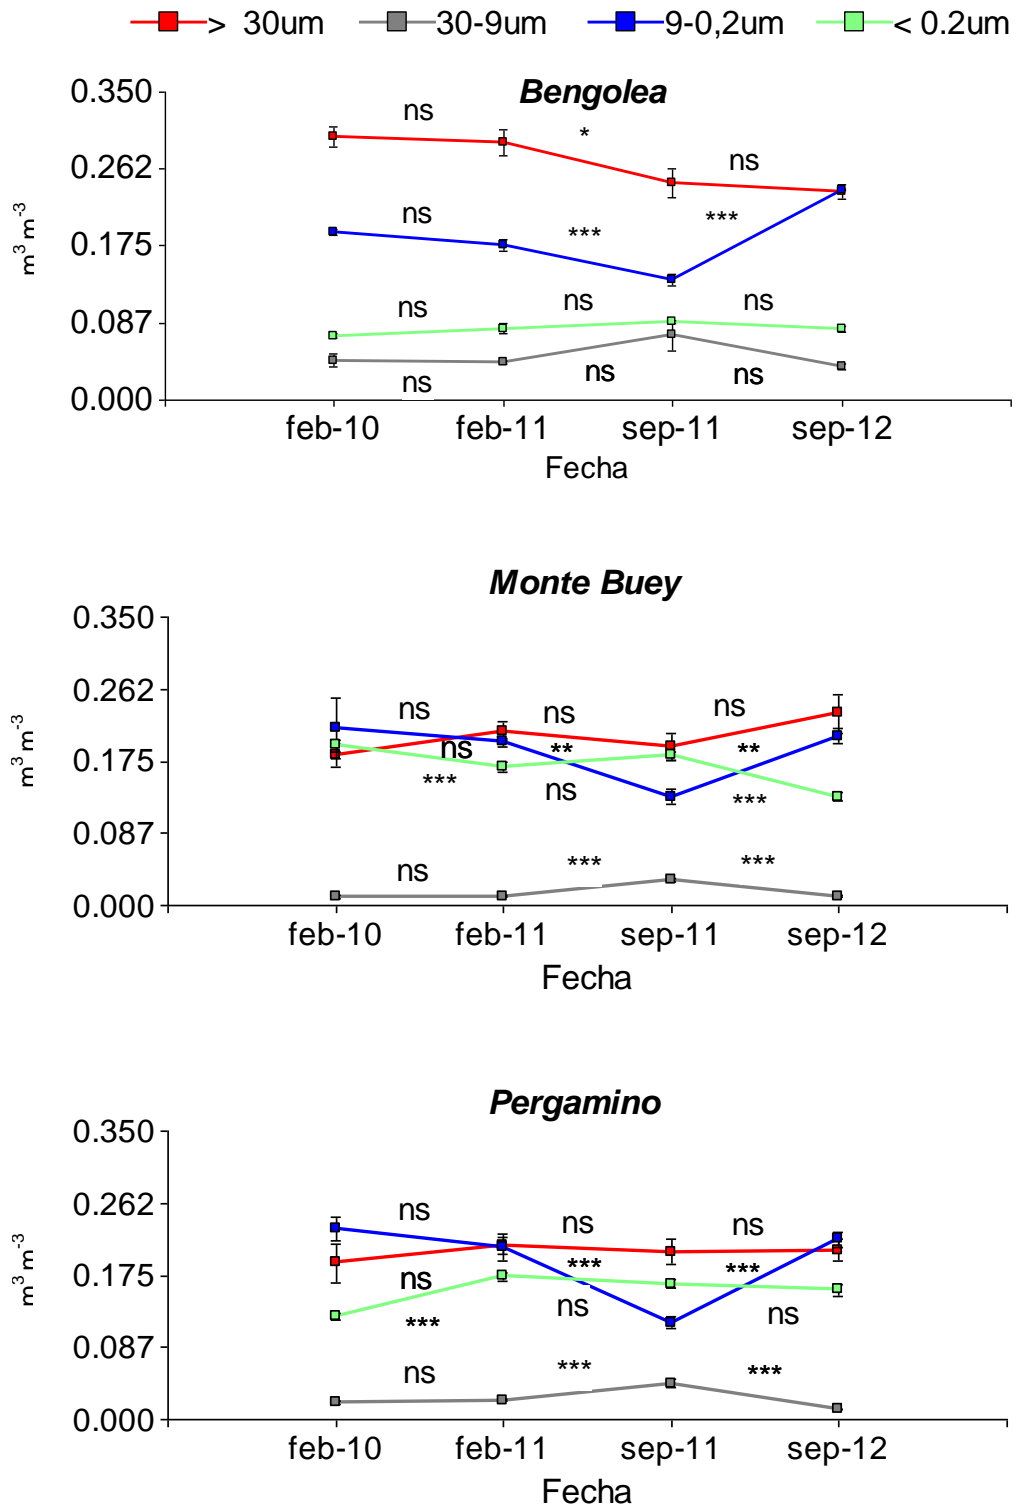 > 30um 30-9um 9-0,2um < 0.2um
Bengolea
0.350
ns
*
ns
0.262
ns
***
***
m³ m⁻³
0.175
ns
ns
ns
0.087
ns
ns
ns
0.000
feb-10 feb-11 sep-11 sep-12
Fecha
Monte Buey
0.350
0.262
ns
ns
ns
m³ m⁻³
ns
**
**
0.175
***
ns
***
0.087
ns
***
***
0.000
feb-10 feb-11 sep-11 sep-12
Fecha
Pergamino
0.350
0.262
ns
ns
ns
m³ m⁻³
0.175
ns
***
***
***
ns
ns
0.087
ns
***
***
0.000
feb-10 feb-11 sep-11 sep-12
Fecha